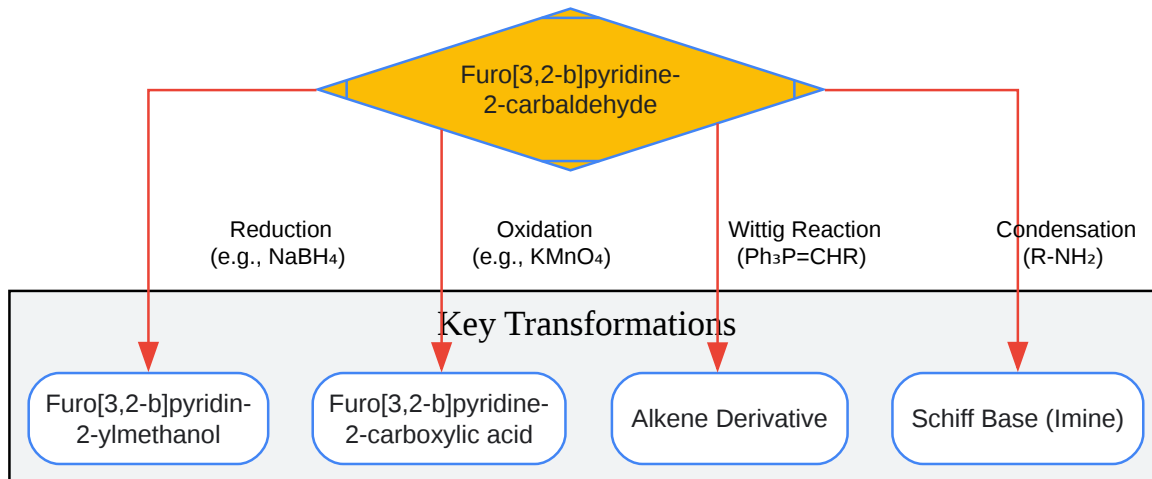 Furo[3,2-b]pyridine-
2-carbaldehyde
Reduction
(e.g., NaBH₄)
Oxidation
(e.g., KMnO₄)
Wittig Reaction
(Ph₃P=CHR)
Condensation
(R-NH₂)
Key Transformations
Furo[3,2-b]pyridin-
2-ylmethanol
Furo[3,2-b]pyridine-
2-carboxylic acid
Alkene Derivative
Schiff Base (Imine)